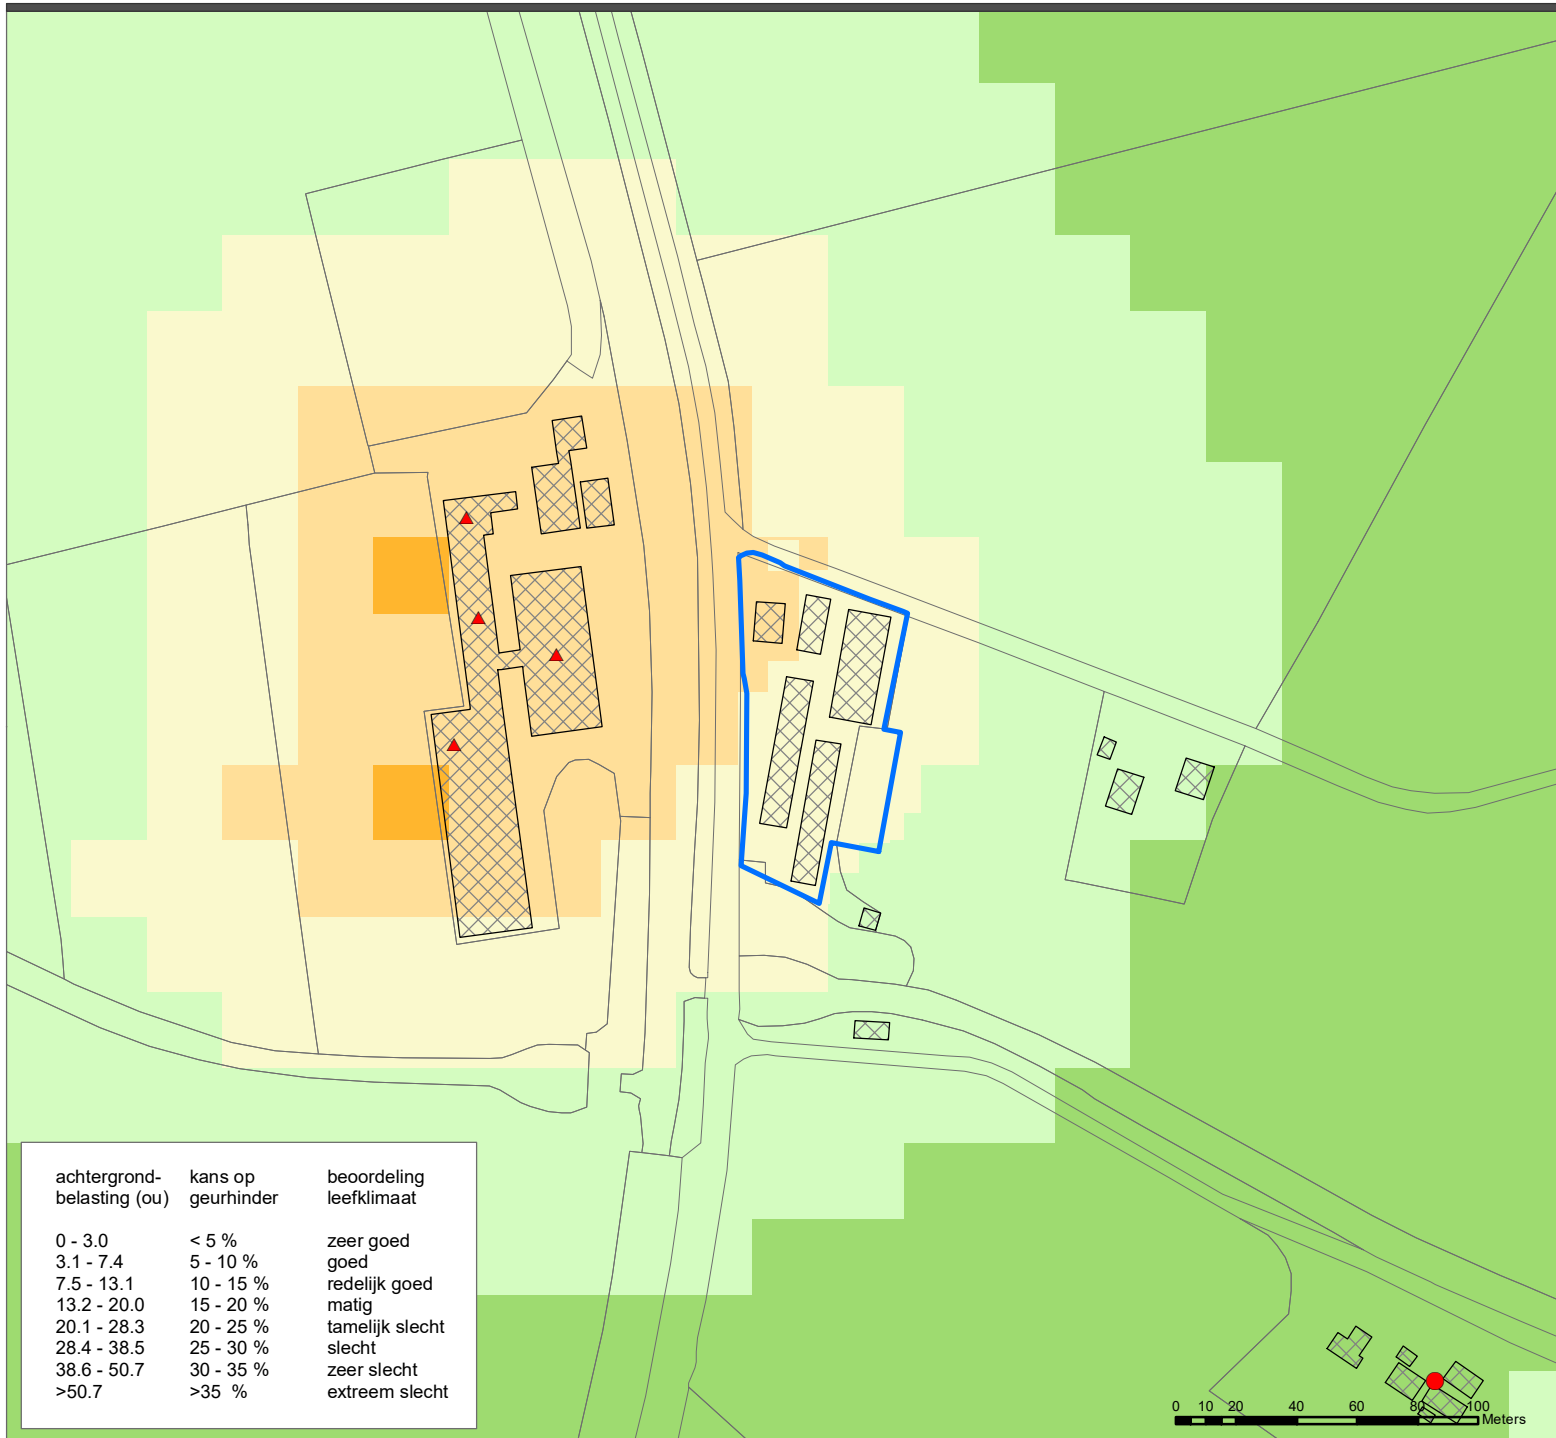 achtergrond- kans op beoordeling
belasting (ou) geurhinder leefklimaat
0 - 3.0 < 5 % zeer goed
3.1 - 7.4 5 - 10 % goed
7.5 - 13.1 10 - 15 % redelijk goed
13.2 - 20.0 15 - 20 % matig
20.1 - 28.3 20 - 25 % tamelijk slecht
28.4 - 38.5 25 - 30 % slecht
38.6 - 50.7 30 - 35 % zeer slecht
>50.7 >35 % extreem slecht
0 10 20 40 60 80 100
Meters